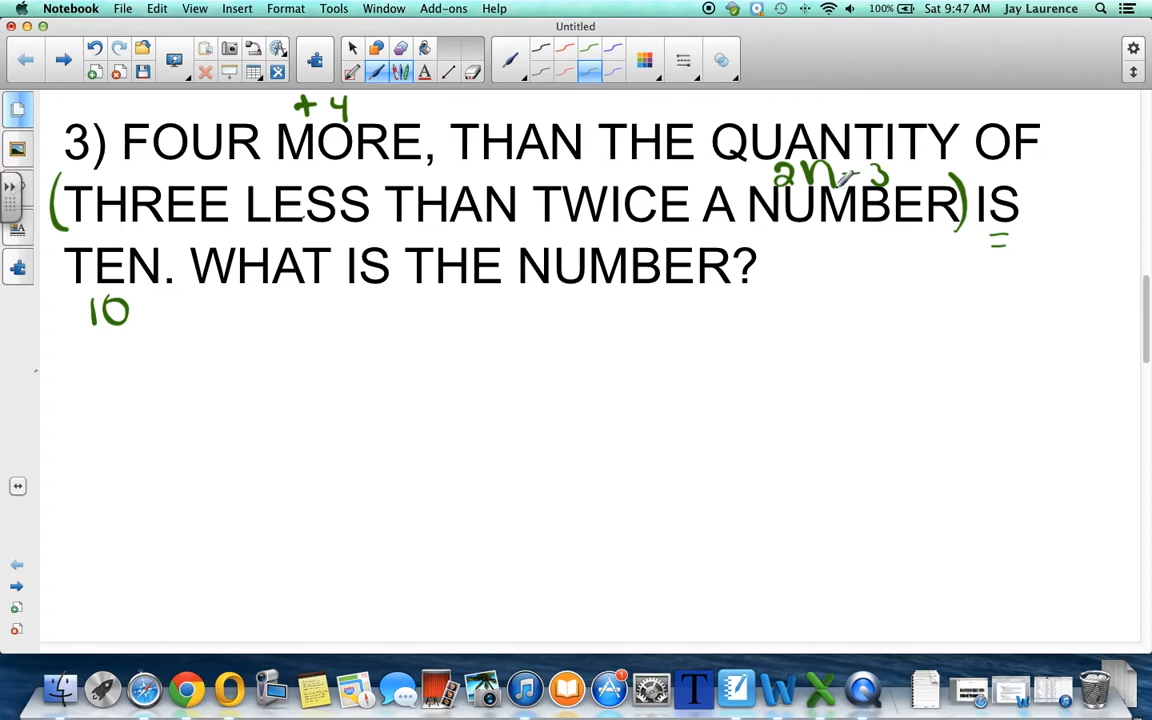 Notebook File Edit View Insert Format Tools Window Add-ons Help 100% Sat 9:47 AM Jay Laurence
Untitled
+ 4
3) FOUR MORE, THAN THE QUANTITY OF
2n - 3
(THREE LESS THAN TWICE A NUMBER) IS
=
TEN. WHAT IS THE NUMBER?
10